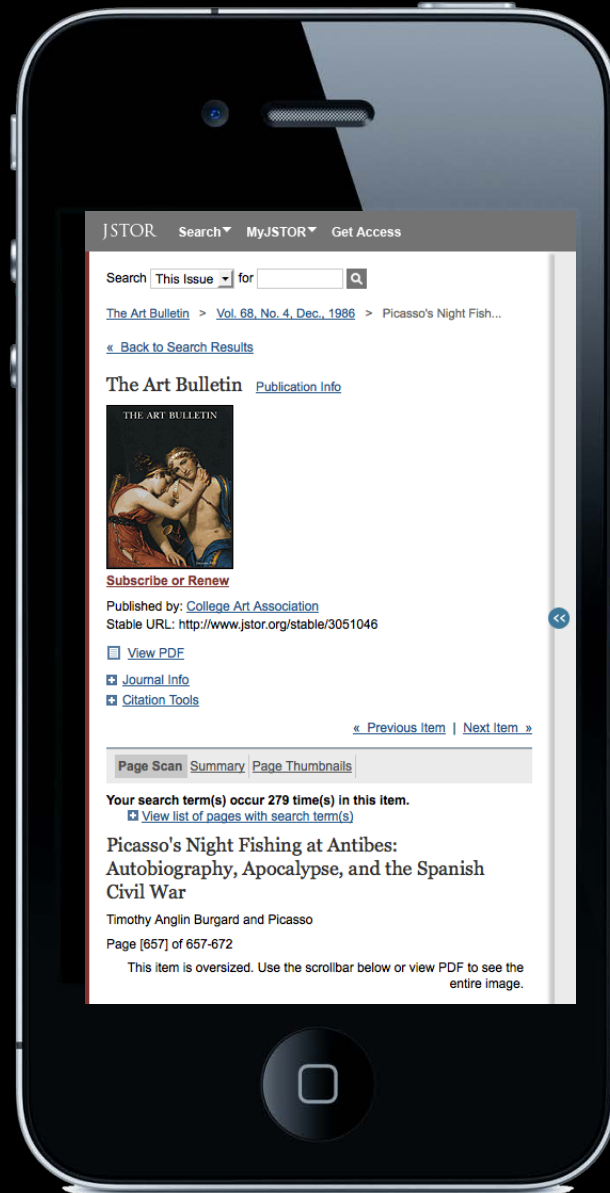 JSTOR Search MyJSTOR Get Access
Search This Issue for
The Art Bulletin > Vol. 68, No. 4, Dec., 1986 > Picasso's Night Fish...
« Back to Search Results
The Art Bulletin Publication Info
THE ART BULLETIN
Subscribe or Renew
Published by: College Art Association
Stable URL: http://www.jstor.org/stable/3051046
View PDF
Journal Info
Citation Tools
« Previous Item | Next Item »
Page Scan Summary Page Thumbnails
Your search term(s) occur 279 time(s) in this item.
View list of pages with search term(s)
Picasso's Night Fishing at Antibes:
Autobiography, Apocalypse, and the Spanish
Civil War
Timothy Anglin Burgard and Picasso
Page [657] of 657-672
This item is oversized. Use the scrollbar below or view PDF to see the
entire image.